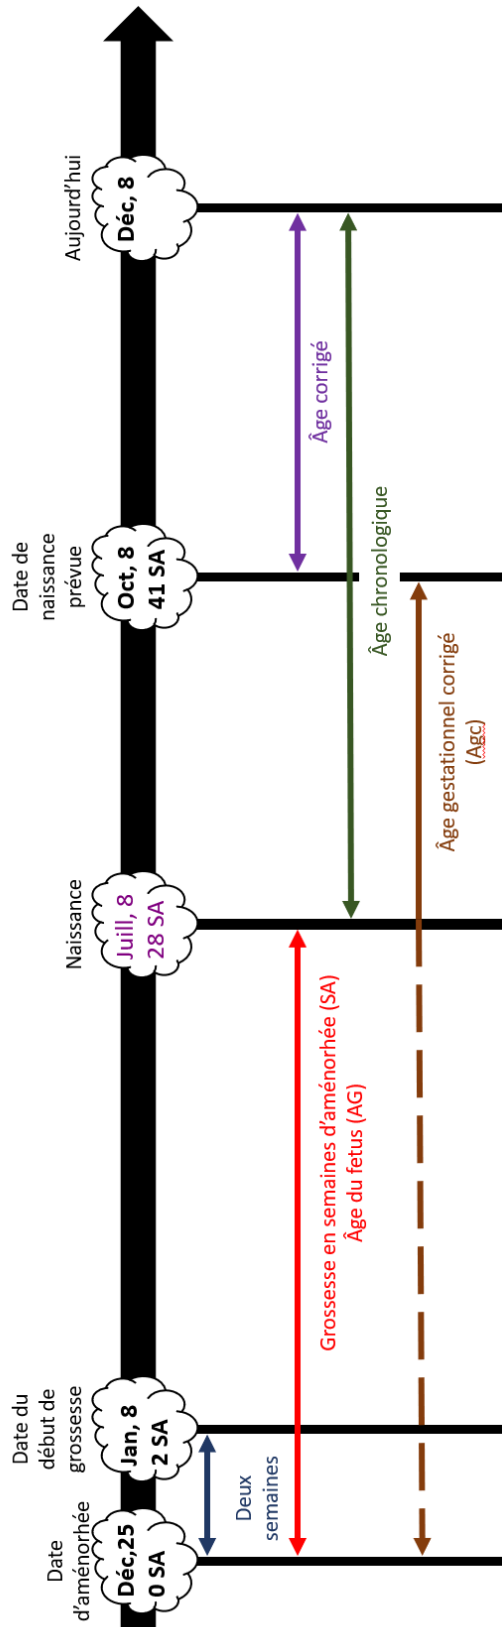 Date
d'aménorhée
Déc,25
0 SA
Date du
début de
grossesse
Jan, 8
2 SA
Naissance
Juill, 8
28 SA
Date de
naissance
prévue
Oct, 8
41 SA
Aujourd'hui
Déc, 8
Deux
semaines
Grossesse en semaines d'aménorhée (SA)
Âge du fetus (AG)
Âge corrigé
Âge chronologique
Âge gestationnel corrigé
(Agc)